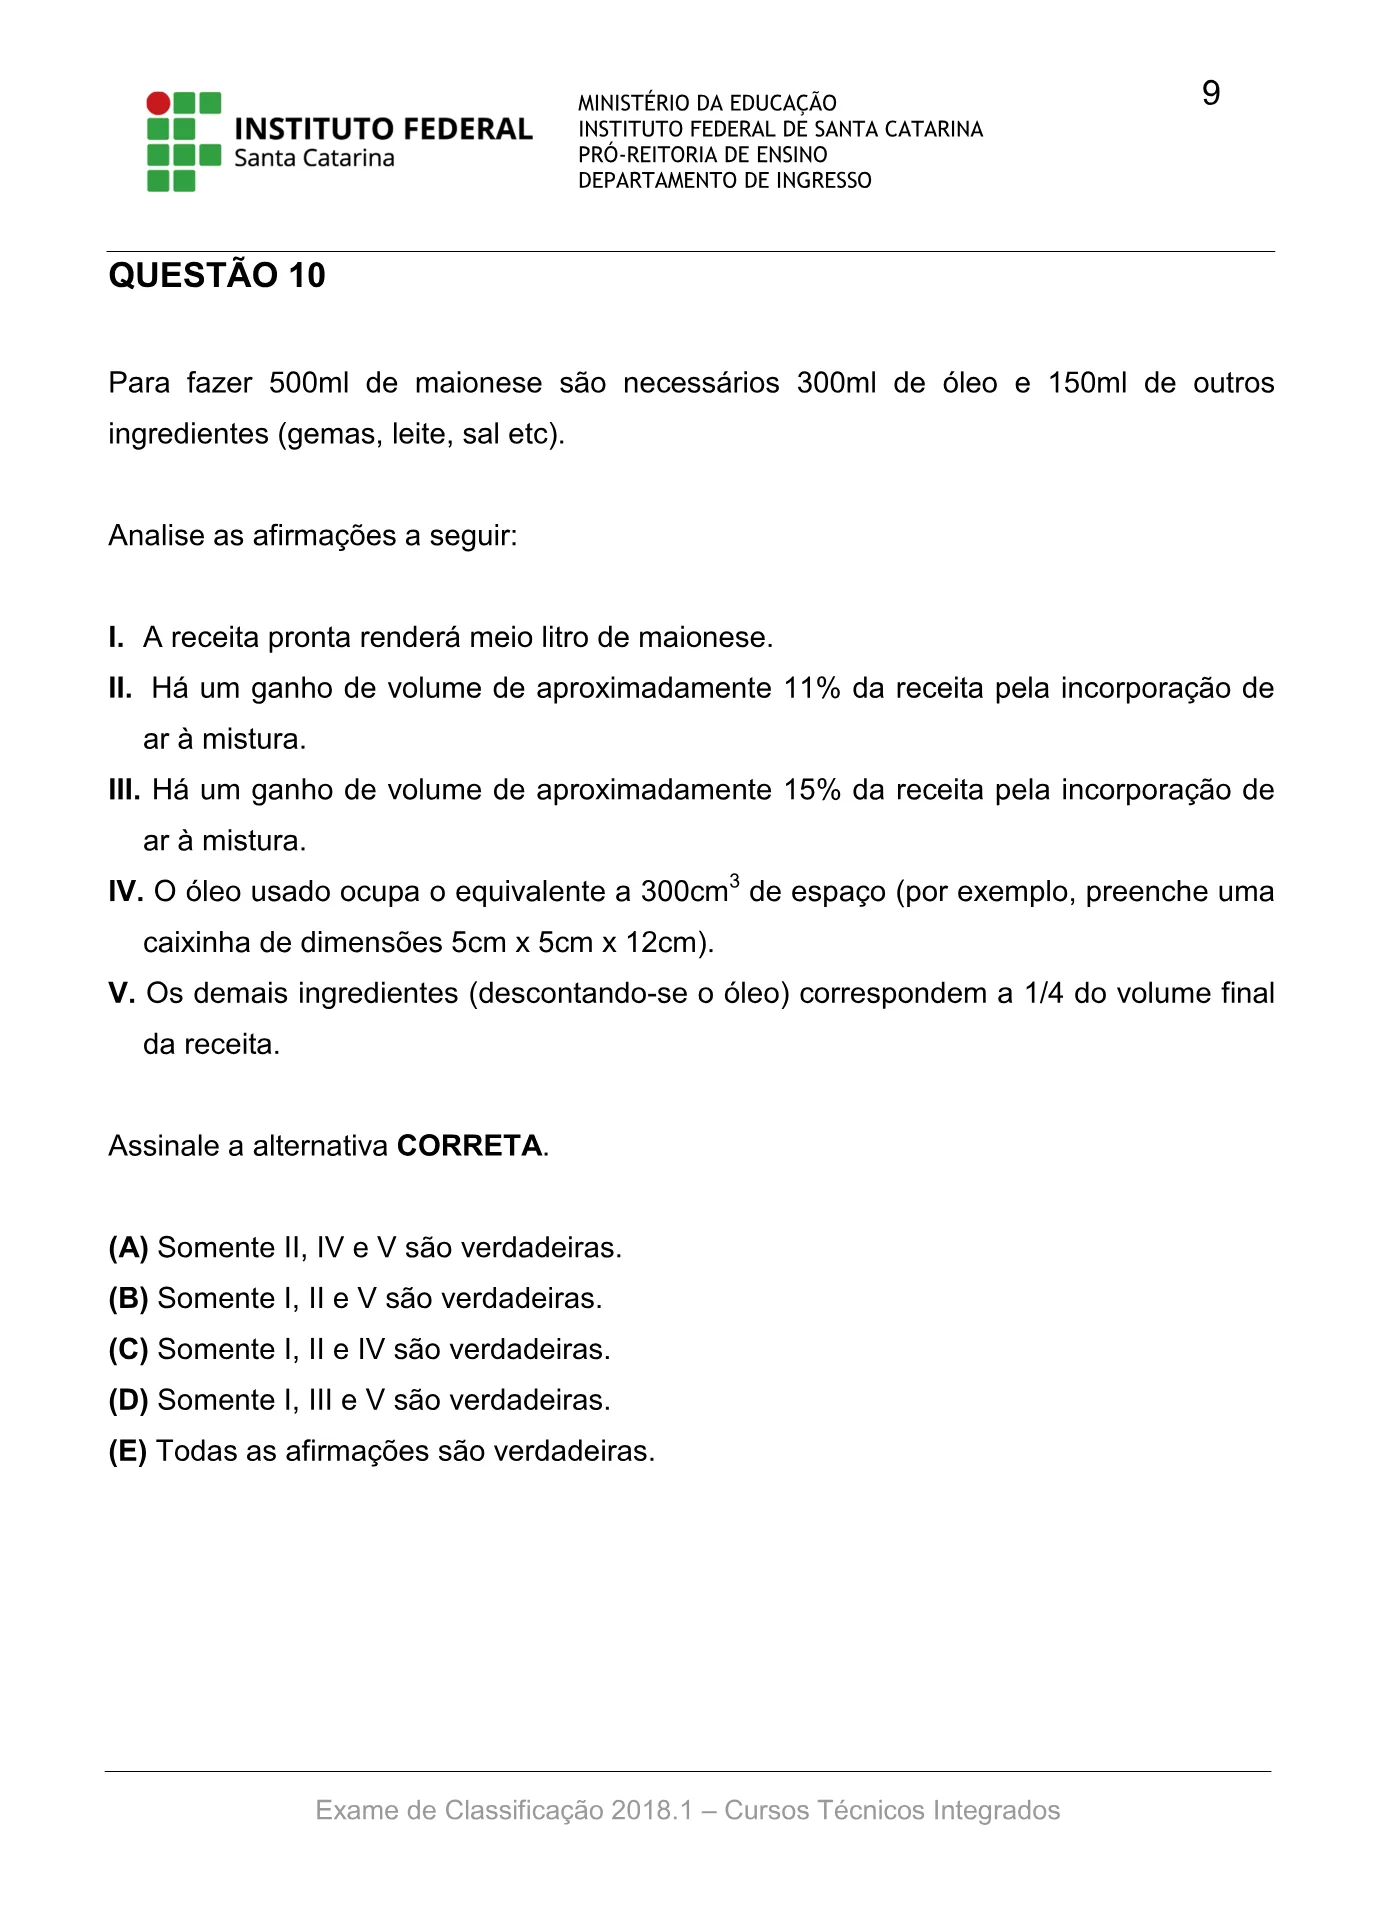 9
INSTITUTO FEDERAL
Santa Catarina
MINISTÉRIO DA EDUCAÇÃO
INSTITUTO FEDERAL DE SANTA CATARINA
PRÓ-REITORIA DE ENSINO
DEPARTAMENTO DE INGRESSO
QUESTÃO 10
Para fazer 500ml de maionese são necessários 300ml de óleo e 150ml de outros
ingredientes (gemas, leite, sal etc).
Analise as afirmações a seguir:
I. A receita pronta renderá meio litro de maionese.
II. Há um ganho de volume de aproximadamente 11% da receita pela incorporação de
ar à mistura.
III. Há um ganho de volume de aproximadamente 15% da receita pela incorporação de
ar à mistura.
IV. O óleo usado ocupa o equivalente a 300cm³ de espaço (por exemplo, preenche uma
caixinha de dimensões 5cm x 5cm x 12cm).
V. Os demais ingredientes (descontando-se o óleo) correspondem a 1/4 do volume final
da receita.
Assinale a alternativa CORRETA.
(A) Somente II, IV e V são verdadeiras.
(B) Somente I, II e V são verdadeiras.
(C) Somente I, II e IV são verdadeiras.
(D) Somente I, III e V são verdadeiras.
(E) Todas as afirmações são verdadeiras.
Exame de Classificação 2018.1 – Cursos Técnicos Integrados